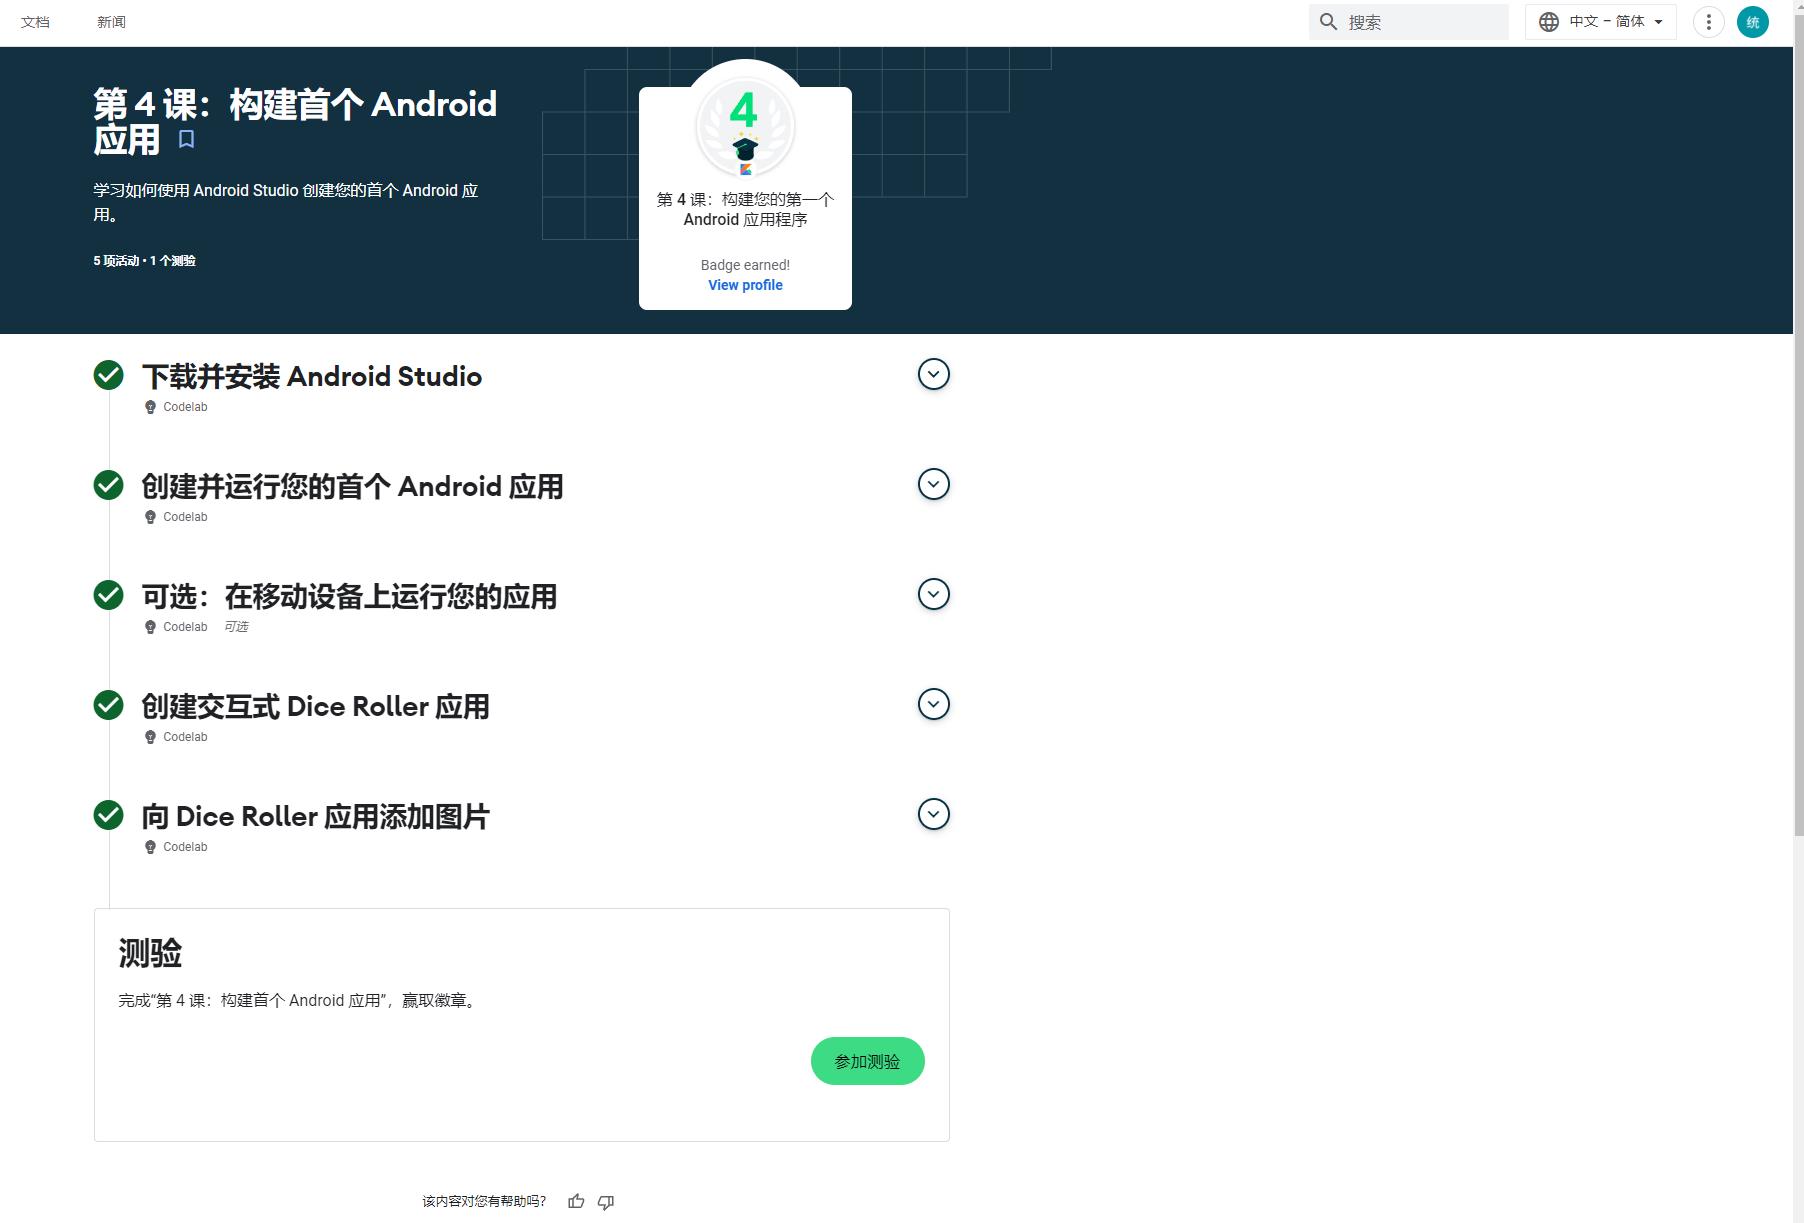 文档
新闻
搜索
中文 – 简体
统
第 4 课：构建首个 Android
应用
学习如何使用 Android Studio 创建您的首个 Android 应
用。
5 项活动 • 1 个测验
4
第 4 课：构建您的第一个
Android 应用程序
Badge earned!
View profile
下载并安装 Android Studio
Codelab
创建并运行您的首个 Android 应用
Codelab
可选：在移动设备上运行您的应用
Codelab 可选
创建交互式 Dice Roller 应用
Codelab
向 Dice Roller 应用添加图片
Codelab
测验
完成“第 4 课：构建首个 Android 应用”，赢取徽章。
参加测验
该内容对您有帮助吗？